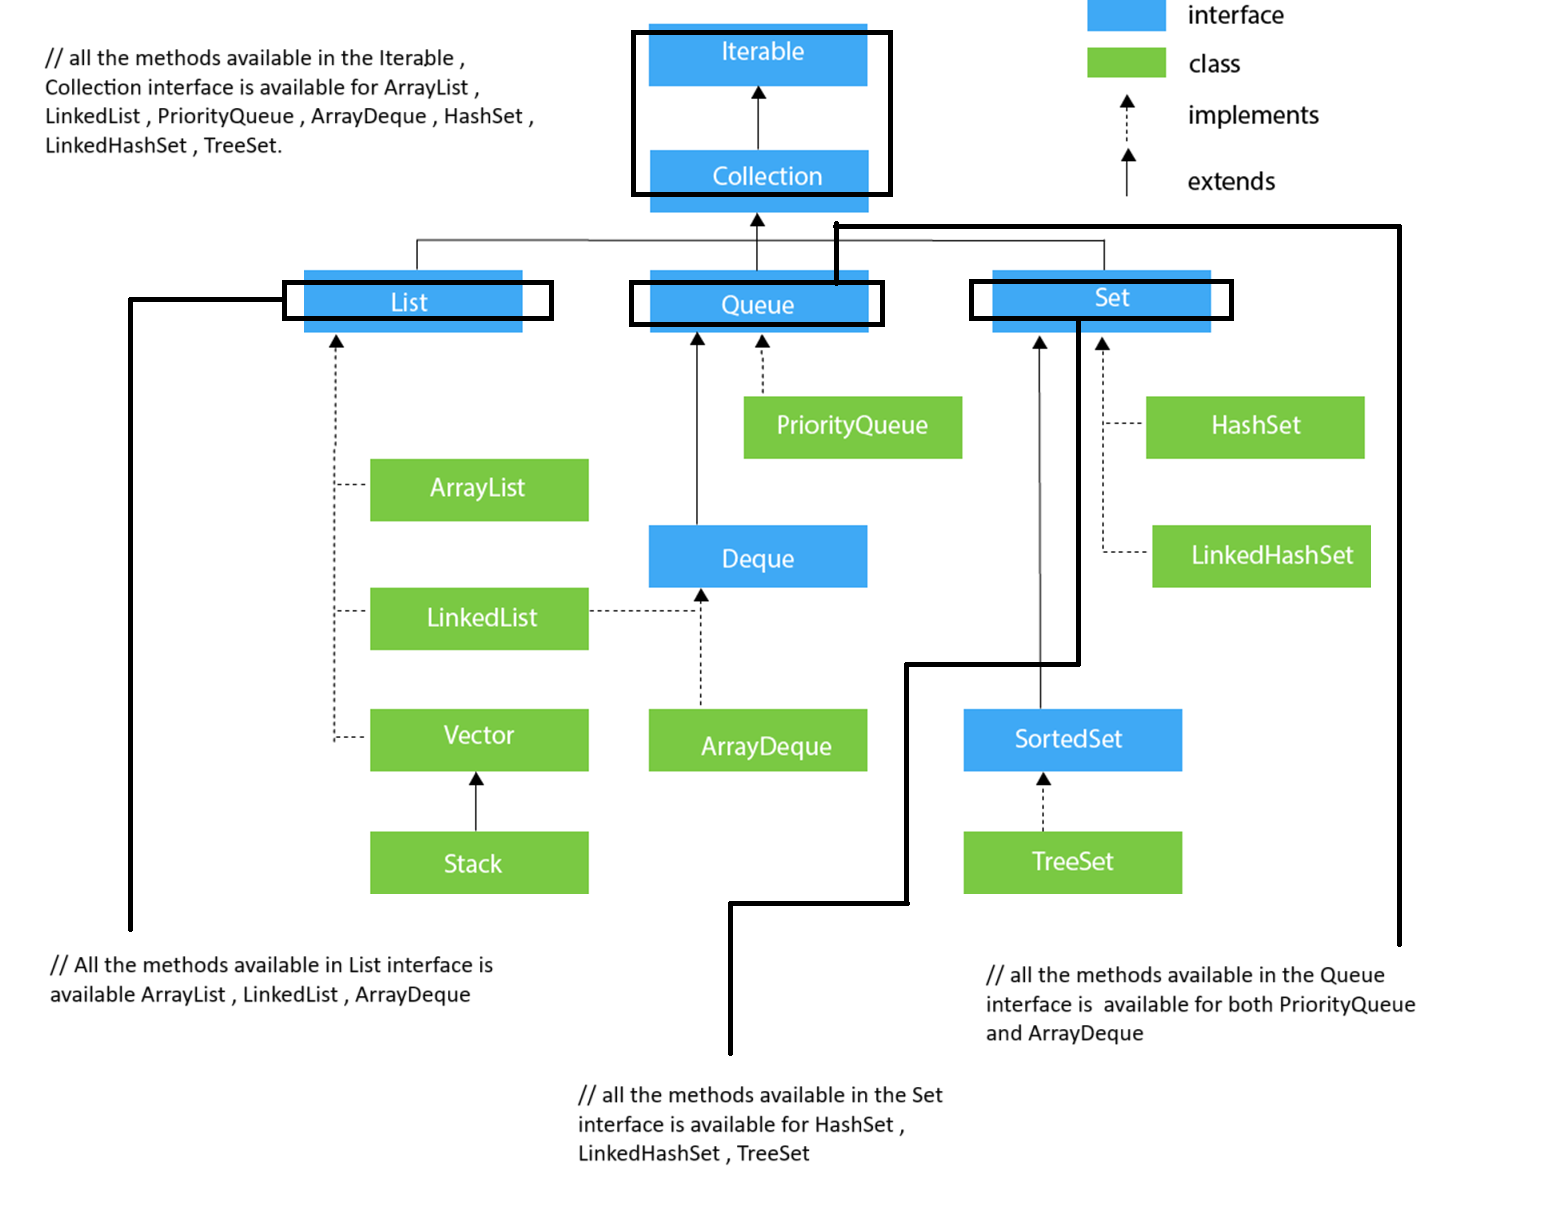 interface
// all the methods available in the Iterable ,
Iterable
class
Collection interface is available for ArrayList ,
LinkedList , PriorityQueue , ArrayDeque , HashSet ,
implements
LinkedHashSet , TreeSet.
Collection
extends
List
Queue
Set
PriorityQueue
HashSet
ArrayList
Deque
LinkedHashSet
LinkedList
Vector
ArrayDeque
SortedSet
Stack
TreeSet
// All the methods available in List interface is
available ArrayList , LinkedList , ArrayDeque
// all the methods available in the Queue
interface is  available for both PriorityQueue
and ArrayDeque
// all the methods available in the Set
interface is available for HashSet ,
LinkedHashSet , TreeSet